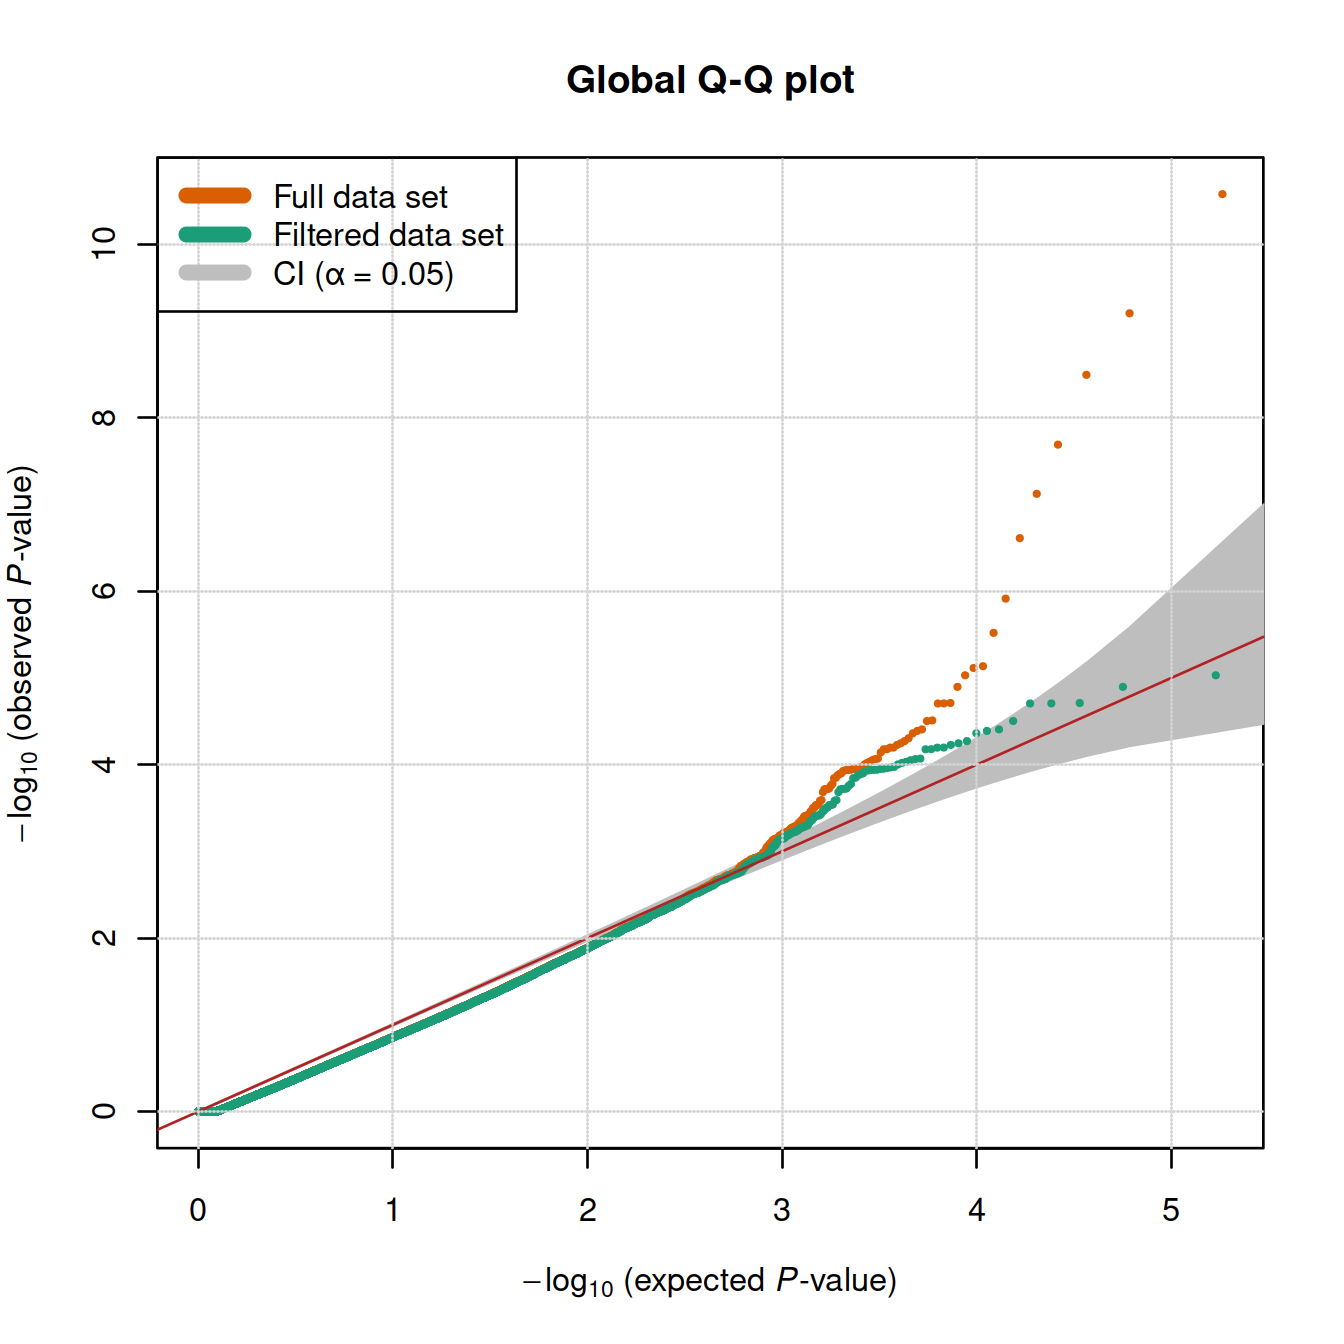 Global Q-Q plot
Full data set
Filtered data set
CI (α = 0.05)
10
8
6
4
2
0
−log10 (observed P-value)
0 1 2 3 4 5
−log10 (expected P-value)